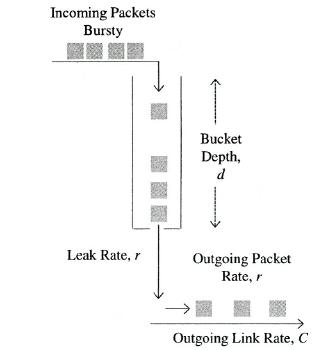 Incoming Packets
Bursty
Bucket
Depth,
d
Leak Rate, r
Outgoing Packet
Rate, r
Outgoing Link Rate, C